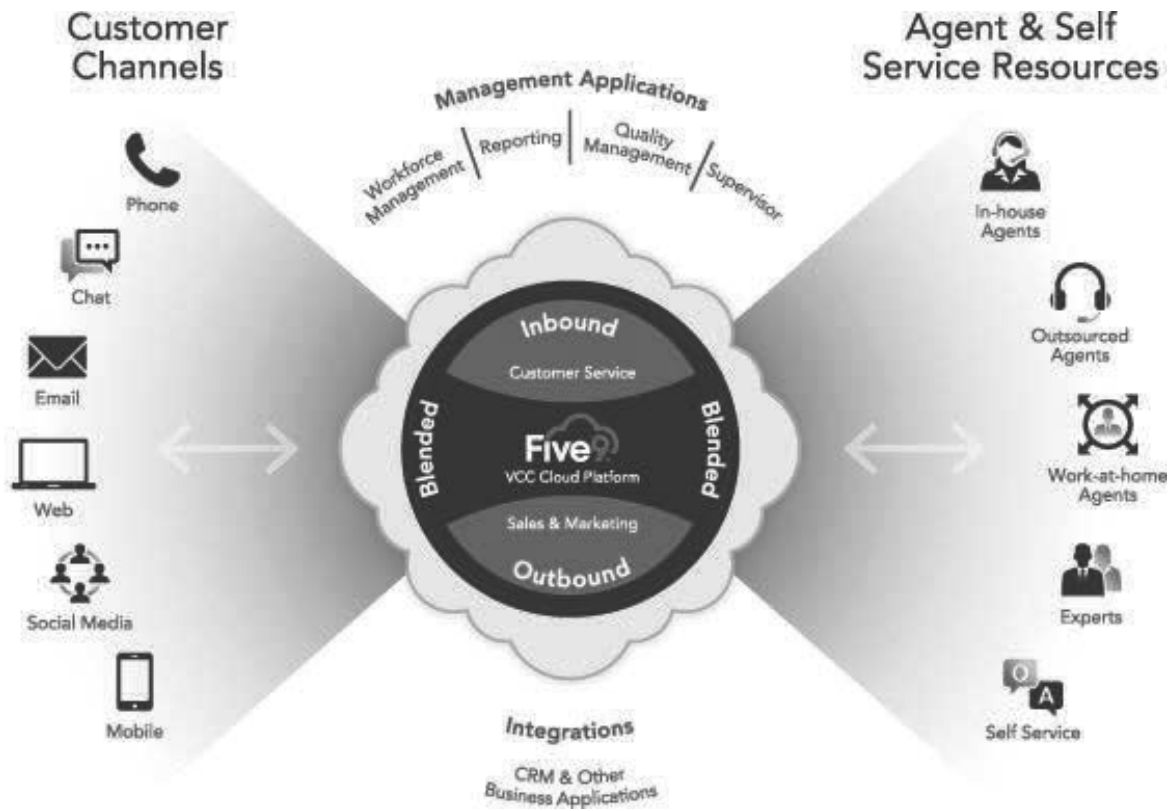 Customer
Channels
Phone
Chat
Email
Web
Social Media
Mobile
Management Applications
Workforce
Management
Reporting
Quality
Management
Supervisor
Inbound
Customer Service
Blended
Five9
VCC Cloud Platform
Blended
Sales & Marketing
Outbound
Integrations
CRM & Other
Business Applications
Agent & Self
Service Resources
In-house
Agents
Outsourced
Agents
Work-at-home
Agents
Experts
Q
A
Self Service